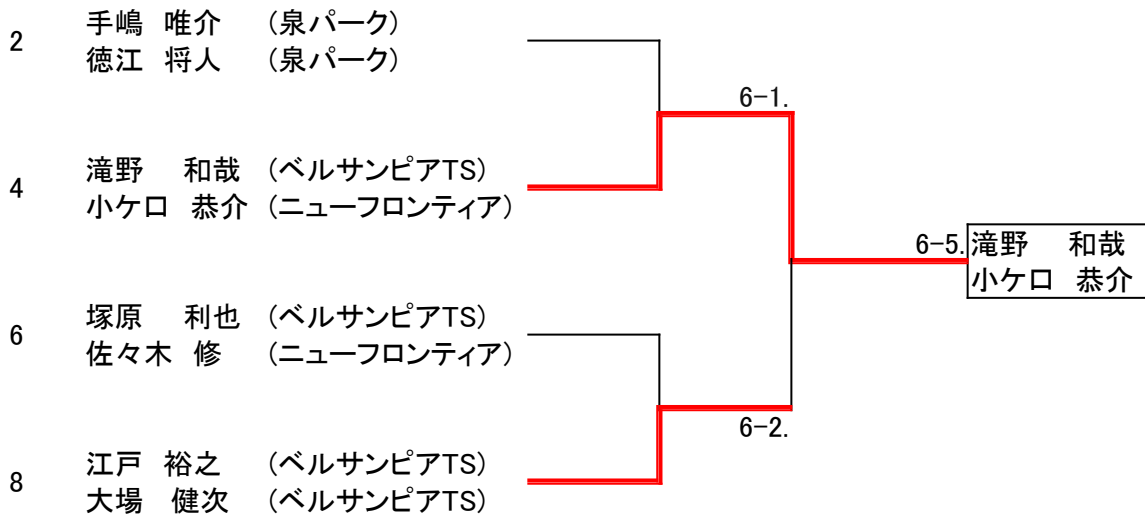 2
手嶋 唯介 (泉パーク)
徳江 将人 (泉パーク)
6-1.
4
滝野 和哉 (ベルサンピアTS)
小ケロ 恭介 (ニューフロンティア)
6-5.
滝野 和哉
小ケロ 恭介
6
塚原 利也 (ベルサンピアTS)
佐々木 修 (ニューフロンティア)
6-2.
8
江戸 裕之 (ベルサンピアTS)
大場 健次 (ベルサンピアTS)